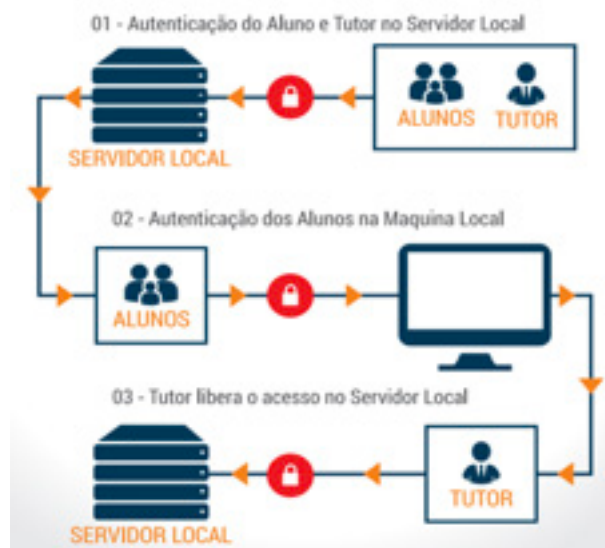 01 - Autenticação do Aluno e Tutor no Servidor Local
ALUNOS TUTOR
SERVIDOR LOCAL
02 - Autenticação dos Alunos na Maquina Local
ALUNOS
03 - Tutor libera o acesso no Servidor Local
TUTOR
SERVIDOR LOCAL